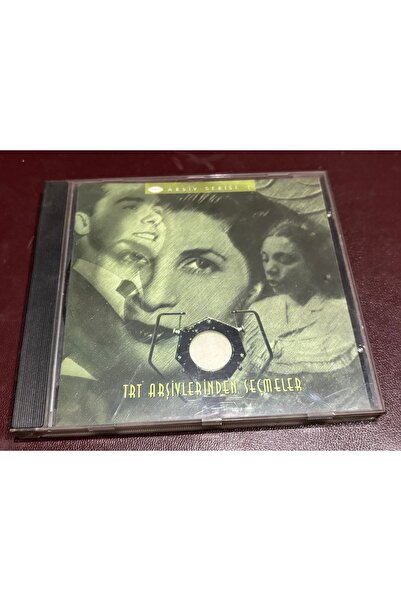 ARŞİV SERİSİ
TRT ARŞİVLERİNDEN SEÇMELER